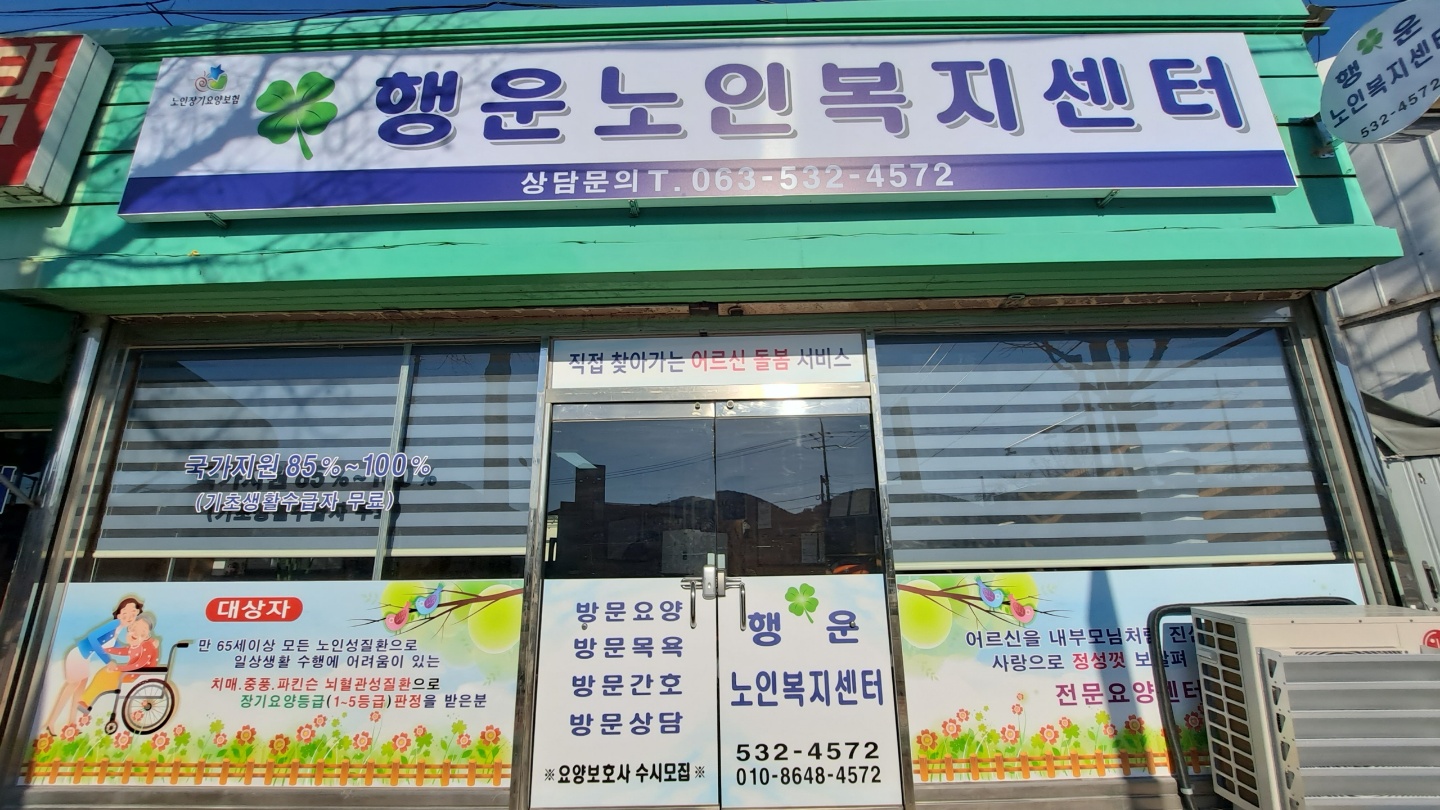 노인장기요양보험
행운노인복지센터
상담문의 T. 063-532-4572
행운
노인복지센터
532-4572
직접 찾아가는 어르신 돌봄 서비스
국가지원 85%~100%
(기초생활수급자 무료)
대상자
만 65세이상 모든 노인성질환으로
일상생활 수행에 어려움이 있는
치매.중풍.파킨슨 뇌혈관성질환으로
장기요양등급(1~5등급)판정을 받은분
방문요양
방문목욕
방문간호
방문상담
※요양보호사 수시모집※
행운
노인복지센터
532-4572
010-8648-4572
어르신을 내부모님처럼
사랑으로 정성껏 보살펴
전문요양센터